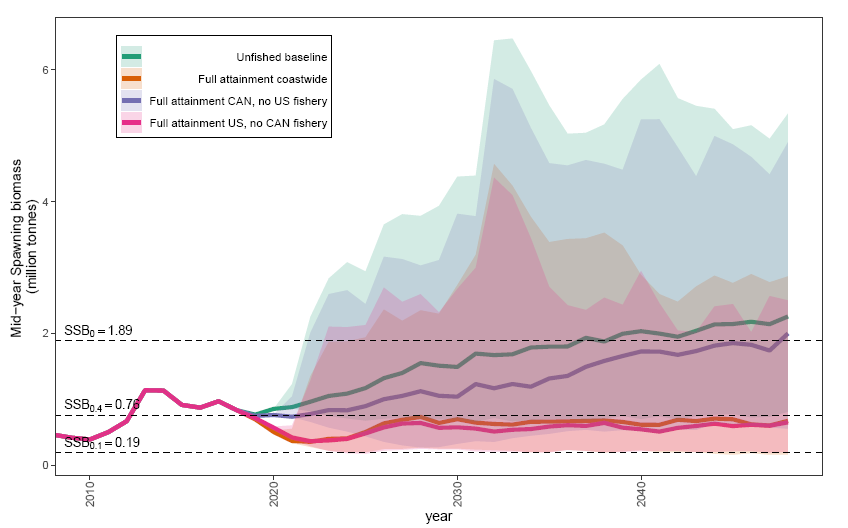 Unfished baseline
Full attainment coastwide
Full attainment CAN, no US fishery
Full attainment US, no CAN fishery
Mid−year Spawning biomass
(million tonnes)
6
4
2
0
SSB0 = 1.89
SSB0.4 = 0.76
SSB0.1 = 0.19
2010
2020
2030
2040
year